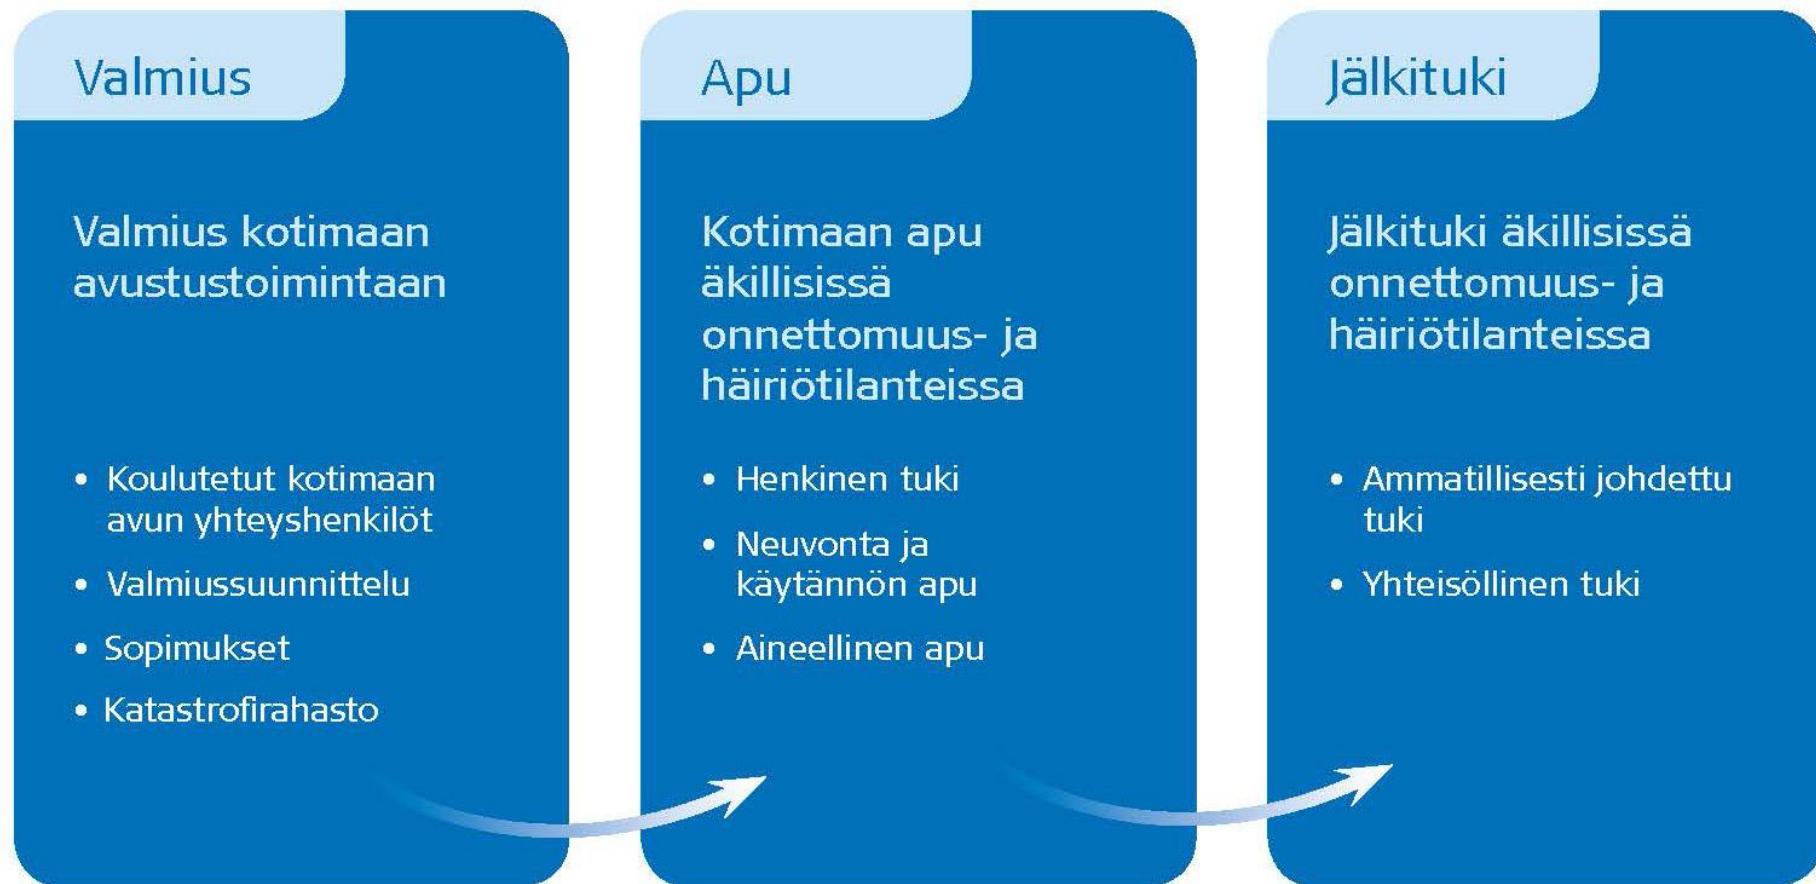 Valmius
Valmius kotimaan
avustustoimintaan
• Koulutetut kotimaan
avun yhteyshenkilöt
• Valmiussuunnittelu
• Sopimukset
• Katastrofirahasto
Apu
Kotimaan apu
äkillisissä
onnettomuus- ja
häiriötilanteissa
• Henkinen tuki
• Neuvonta ja
käytännön apu
• Aineellinen apu
Jälkituki
Jälkituki äkillisissä
onnettomuus- ja
häiriötilanteissa
• Ammatillisesti johdettu
tuki
• Yhteisöllinen tuki